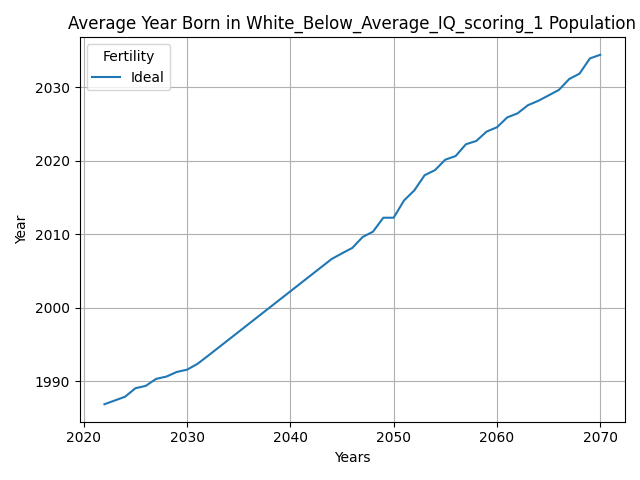 Average Year Born in White_Below_Average_IQ_scoring_1 Population
Fertility
Ideal
2030
2020
2010
2000
1990
Year
2020 2030 2040 2050 2060 2070
Years